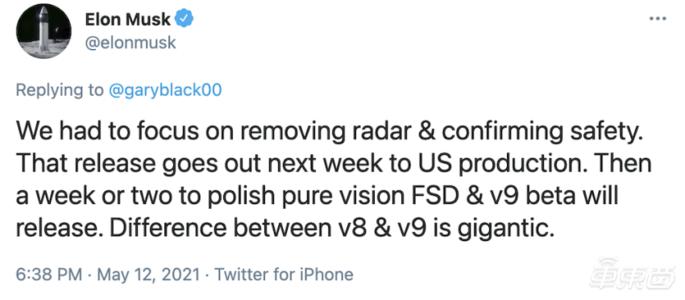 Elon Musk
@elonmusk
Replying to @garyblack00
We had to focus on removing radar & confirming safety.
That release goes out next week to US production. Then
a week or two to polish pure vision FSD & v9 beta will
release. Difference between v8 & v9 is gigantic.
6:38 PM · May 12, 2021 · Twitter for iPhone
车东西